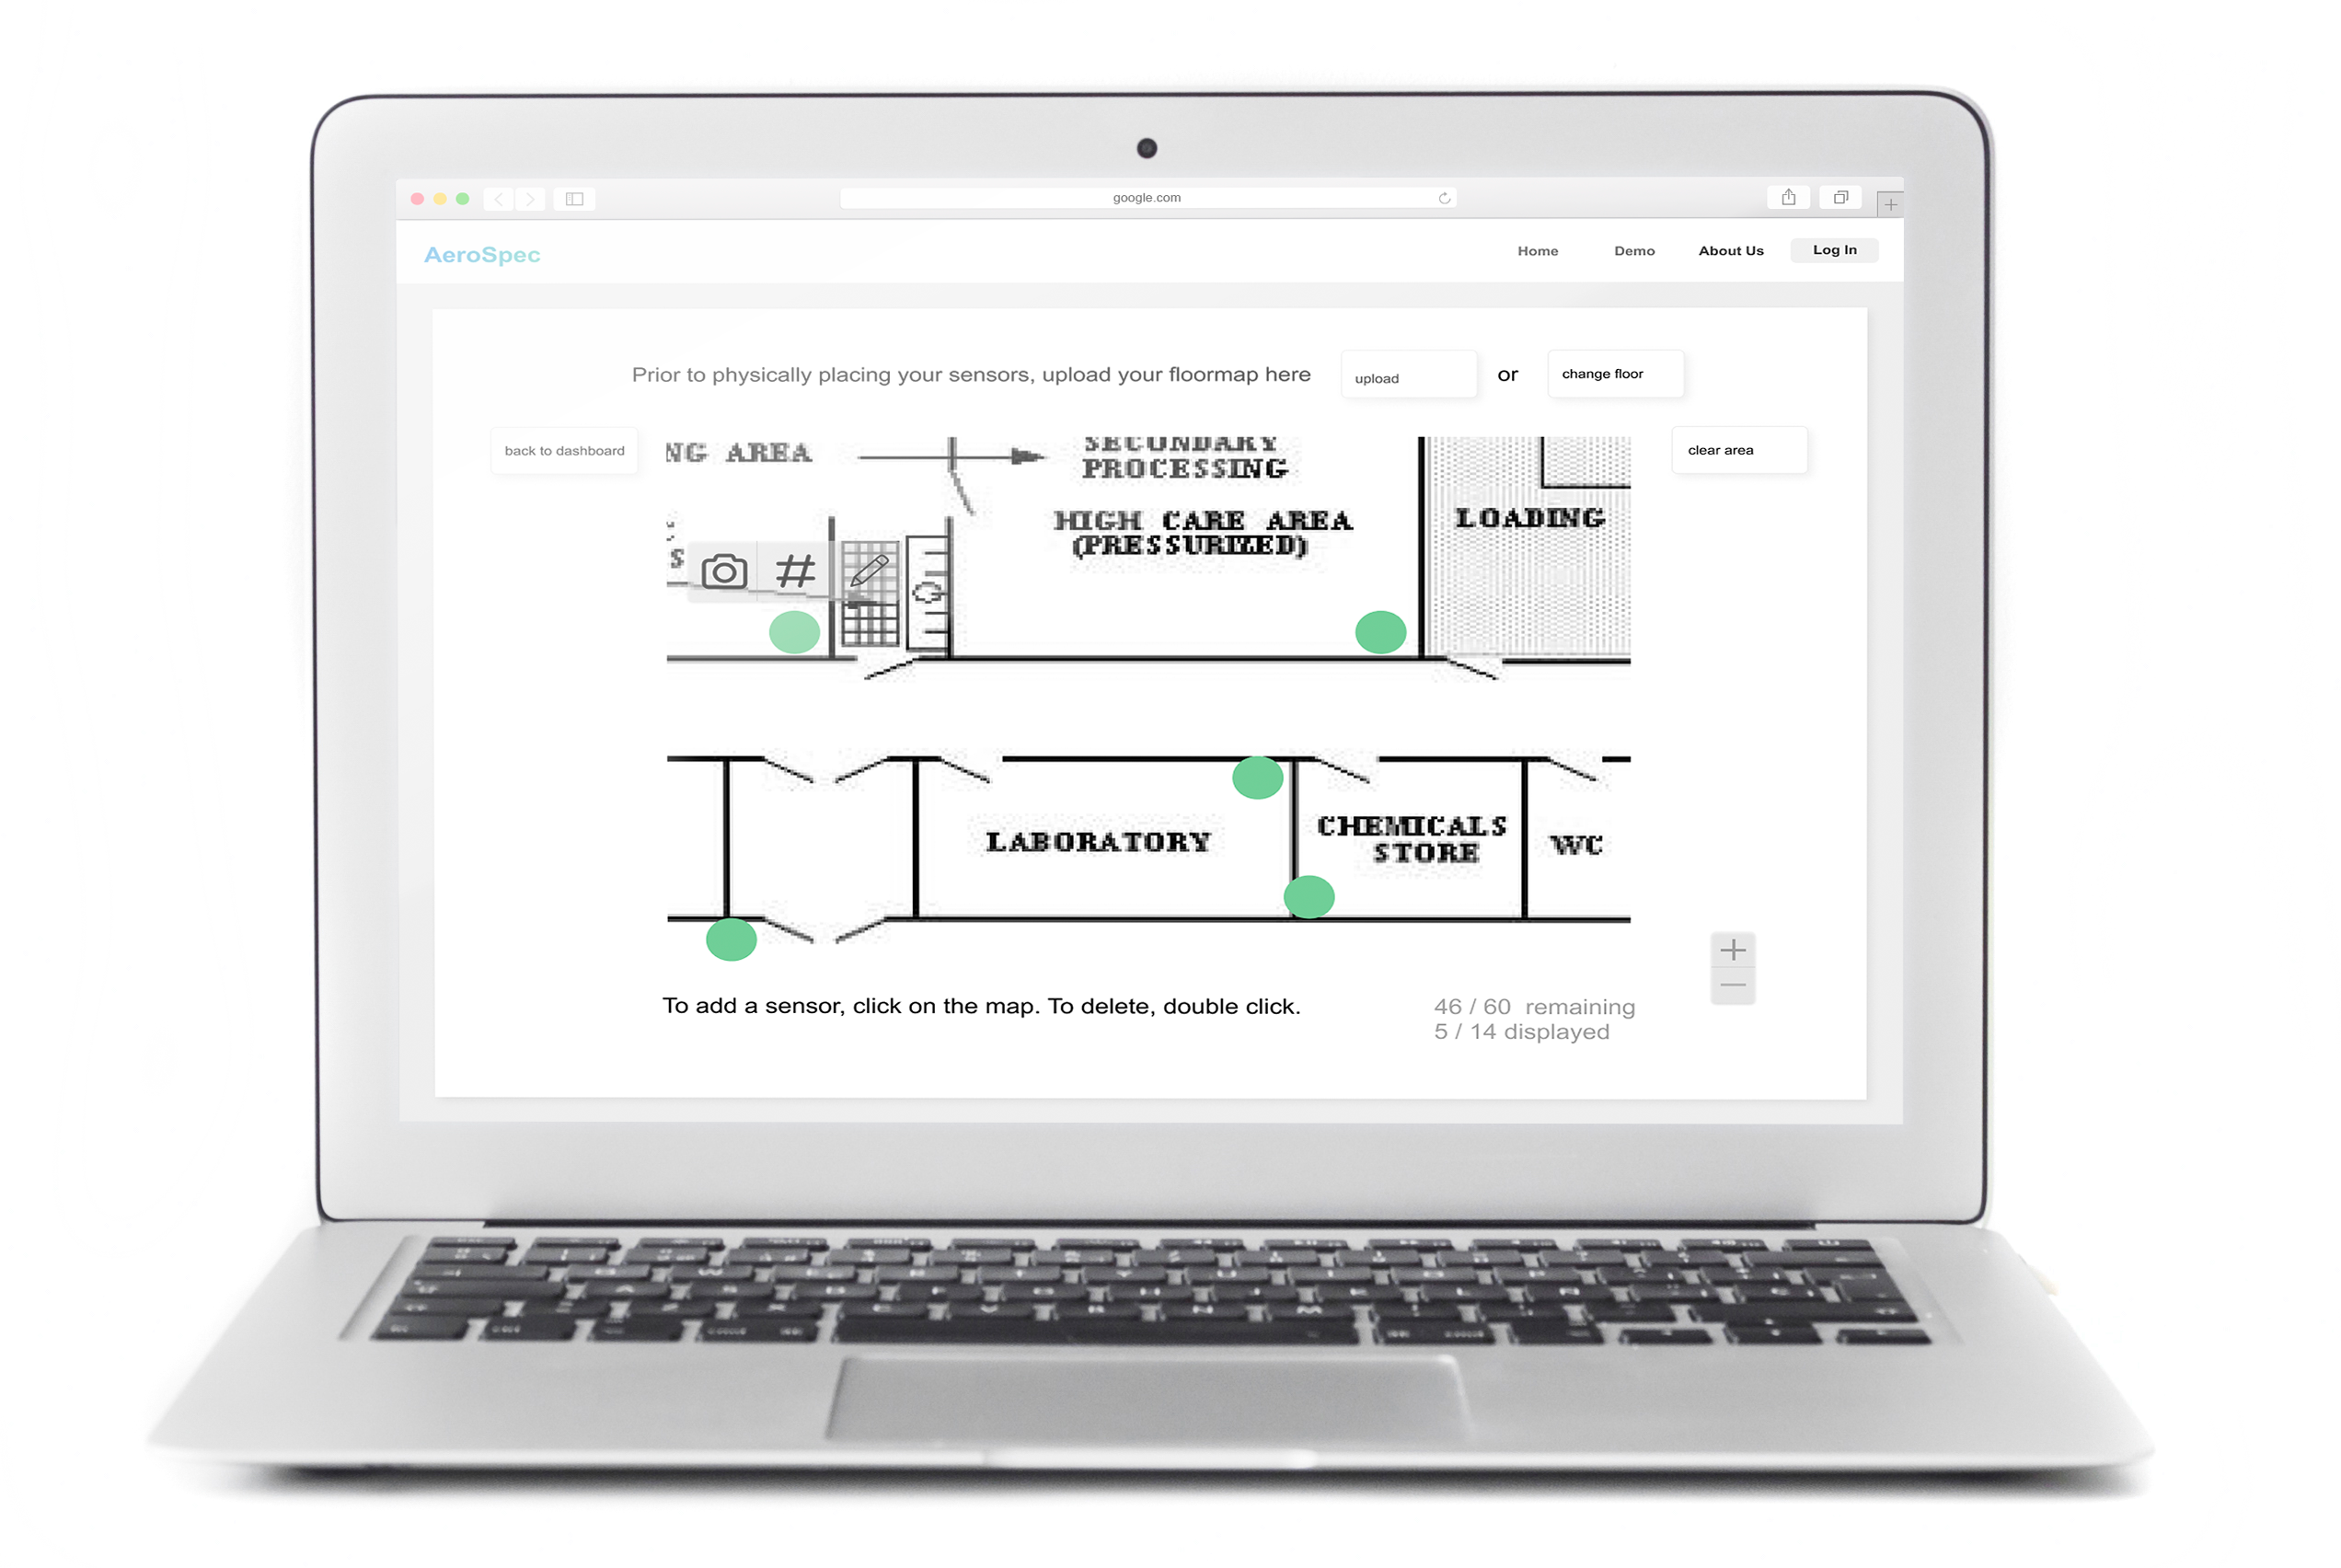 google.com
AeroSpec
Home
Demo
About Us
Log In
Prior to physically placing your sensors, upload your floormap here
upload
or
change floor
back to dashboard
clear area
NG AREA
SECONDARY
PROCESSING
HIGH CARE AREA
(PRESSURIZED)
LOADING
S
#
LABORATORY
CHEMICALS
STORE
WC
To add a sensor, click on the map. To delete, double click.
46 / 60 remaining
5 / 14 displayed